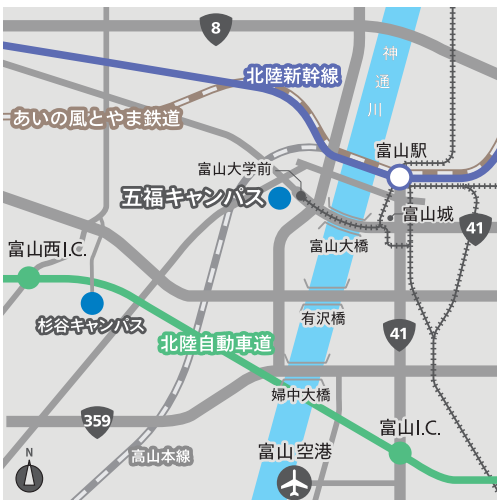 8
北陸新幹線
神通川
あいの風とやま鉄道
富山駅
富山大学前
五福キャンパス
富山城
41
富山大橋
富山西I.C.
杉谷キャンパス
有沢橋
北陸自動車道
41
婦中大橋
359
富山I.C.
高山本線
富山空港
N